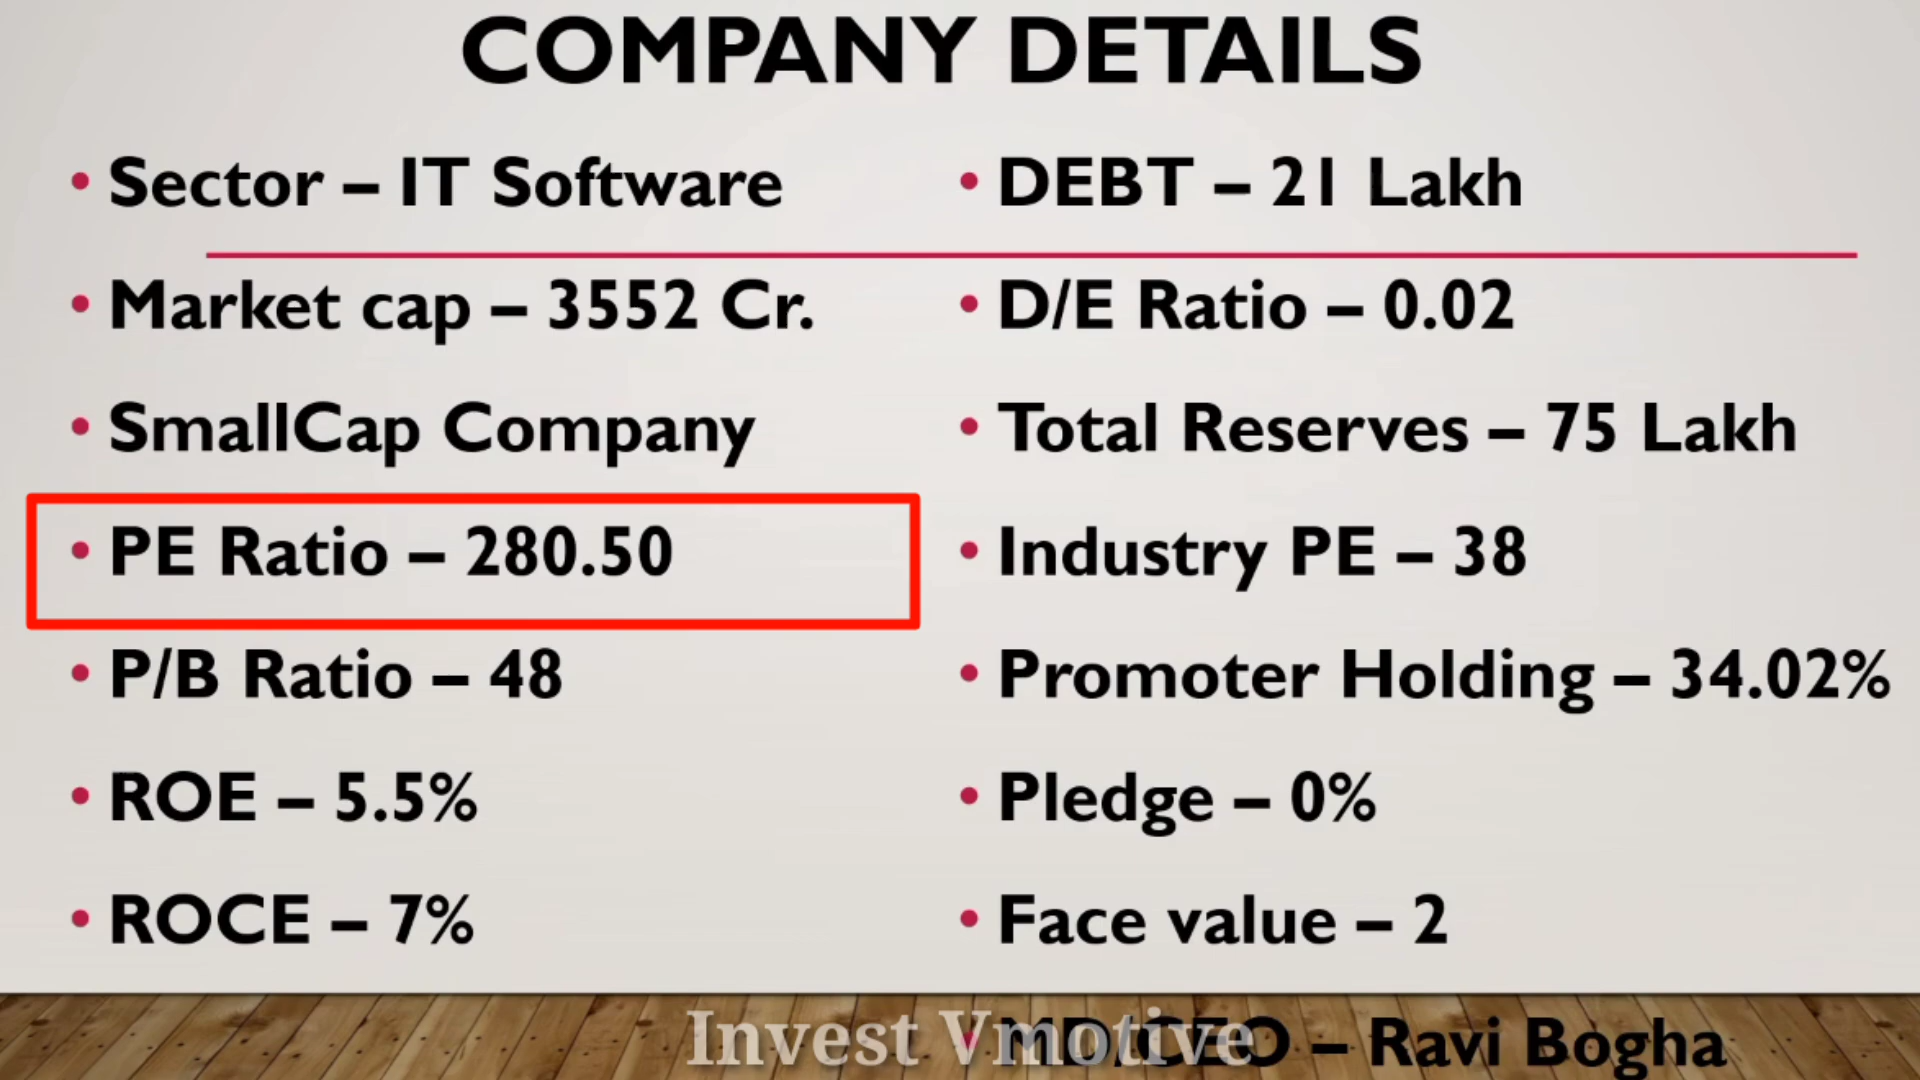 COMPANY DETAILS
• Sector – IT Software
• Market cap – 3552 Cr.
• SmallCap Company
• PE Ratio – 280.50
• P/B Ratio – 48
• ROE – 5.5%
• ROCE – 7%
• DEBT – 21 Lakh
• D/E Ratio – 0.02
• Total Reserves – 75 Lakh
• Industry PE – 38
• Promoter Holding – 34.02%
• Pledge – 0%
• Face value – 2
• MD/CEO – Ravi Bogha
Invest Vmotive